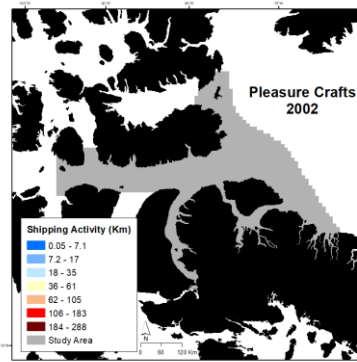 Pleasure Crafts
2002
Shipping Activity (Km)
0.05 - 7.1
7.2 - 17
18 - 35
36 - 61
62 - 105
106 - 183
184 - 288
Study Area
N
0 60 120 Km